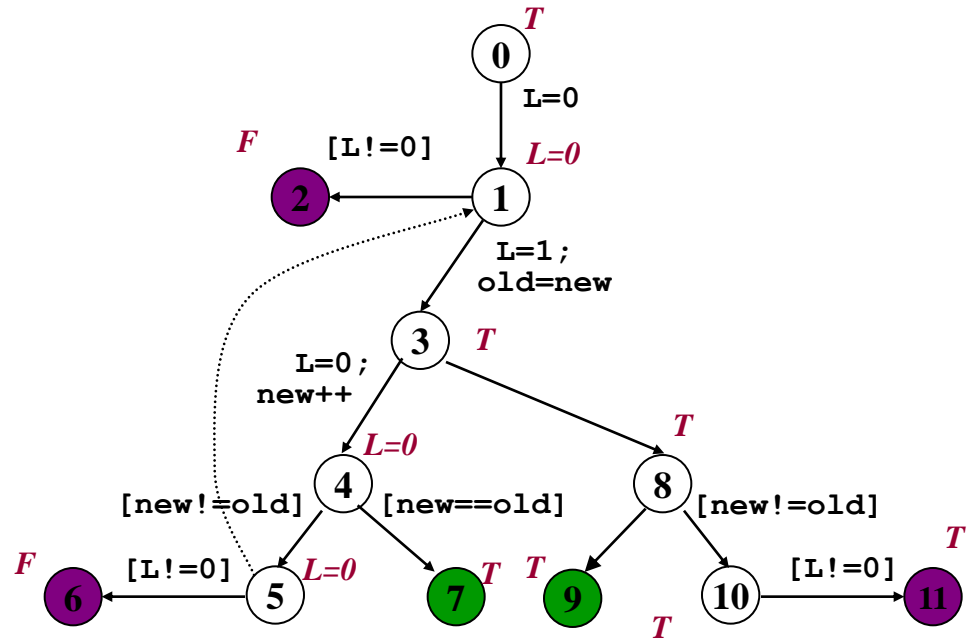 T
0
L=0
F
[L!=0]
L=0
2
1
L=1;
old=new
3
T
L=0;
new++
L=0
T
4
8
[new!=old]
[new==old]
[new!=old]
F
[L!=0]
L=0
T
T
[L!=0]
T
6
5
7
9
10
11
T